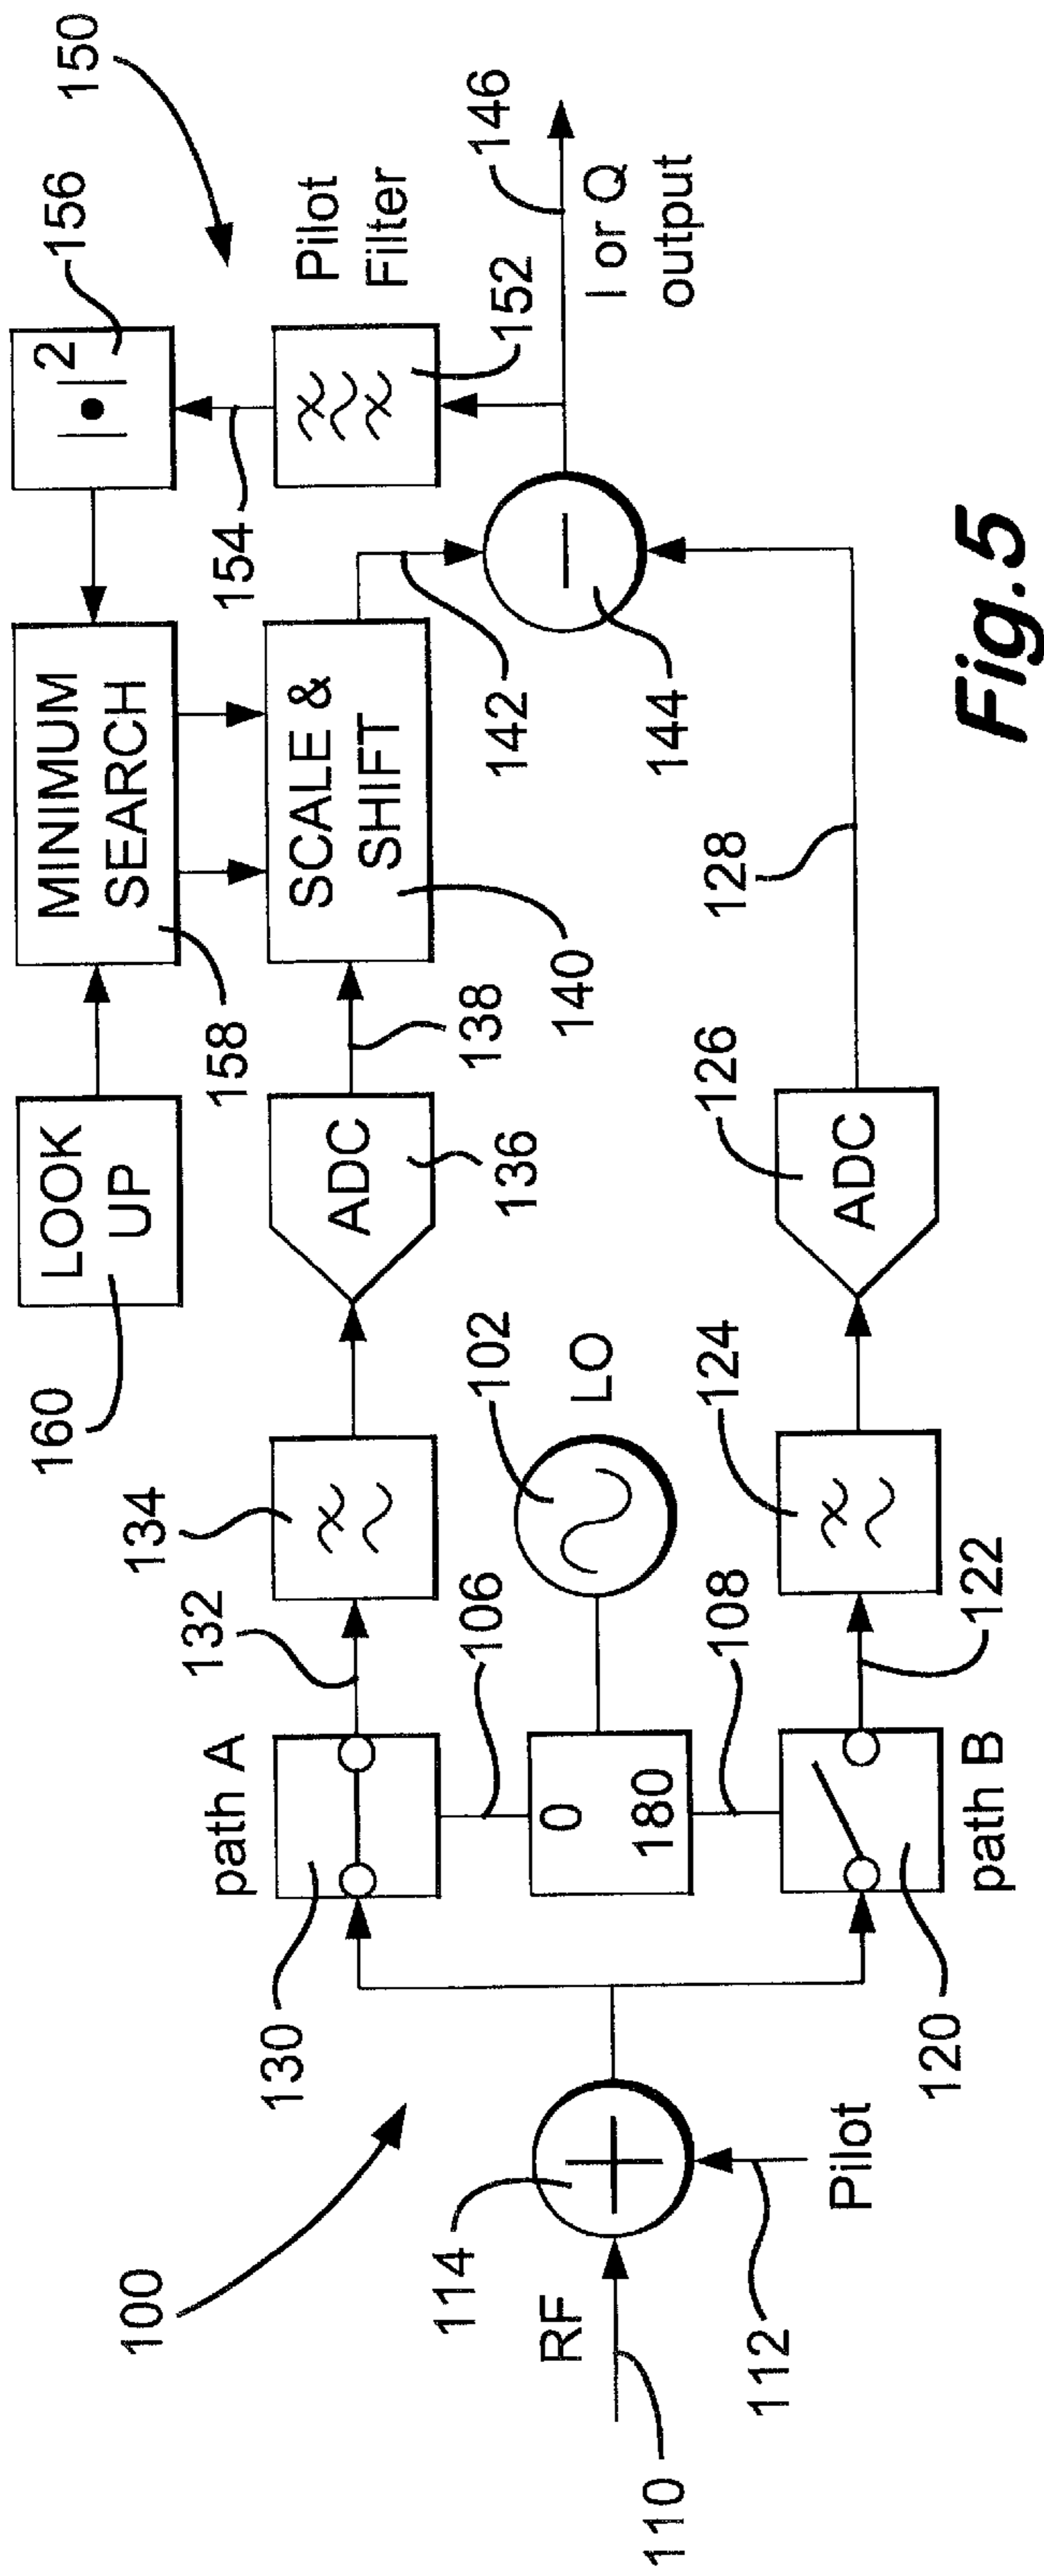 150
156
|•|²
Pilot
Filter
152
154
146
I or Q
output
MINIMUM
SEARCH
158
LOOK
UP
160
SCALE &
SHIFT
140
142
144
138
ADC
136
134
132
path A
130
106
0
180
108
102
LO
128
126
ADC
124
122
path B
120
100
114
RF
110
112
Pilot
Fig.5